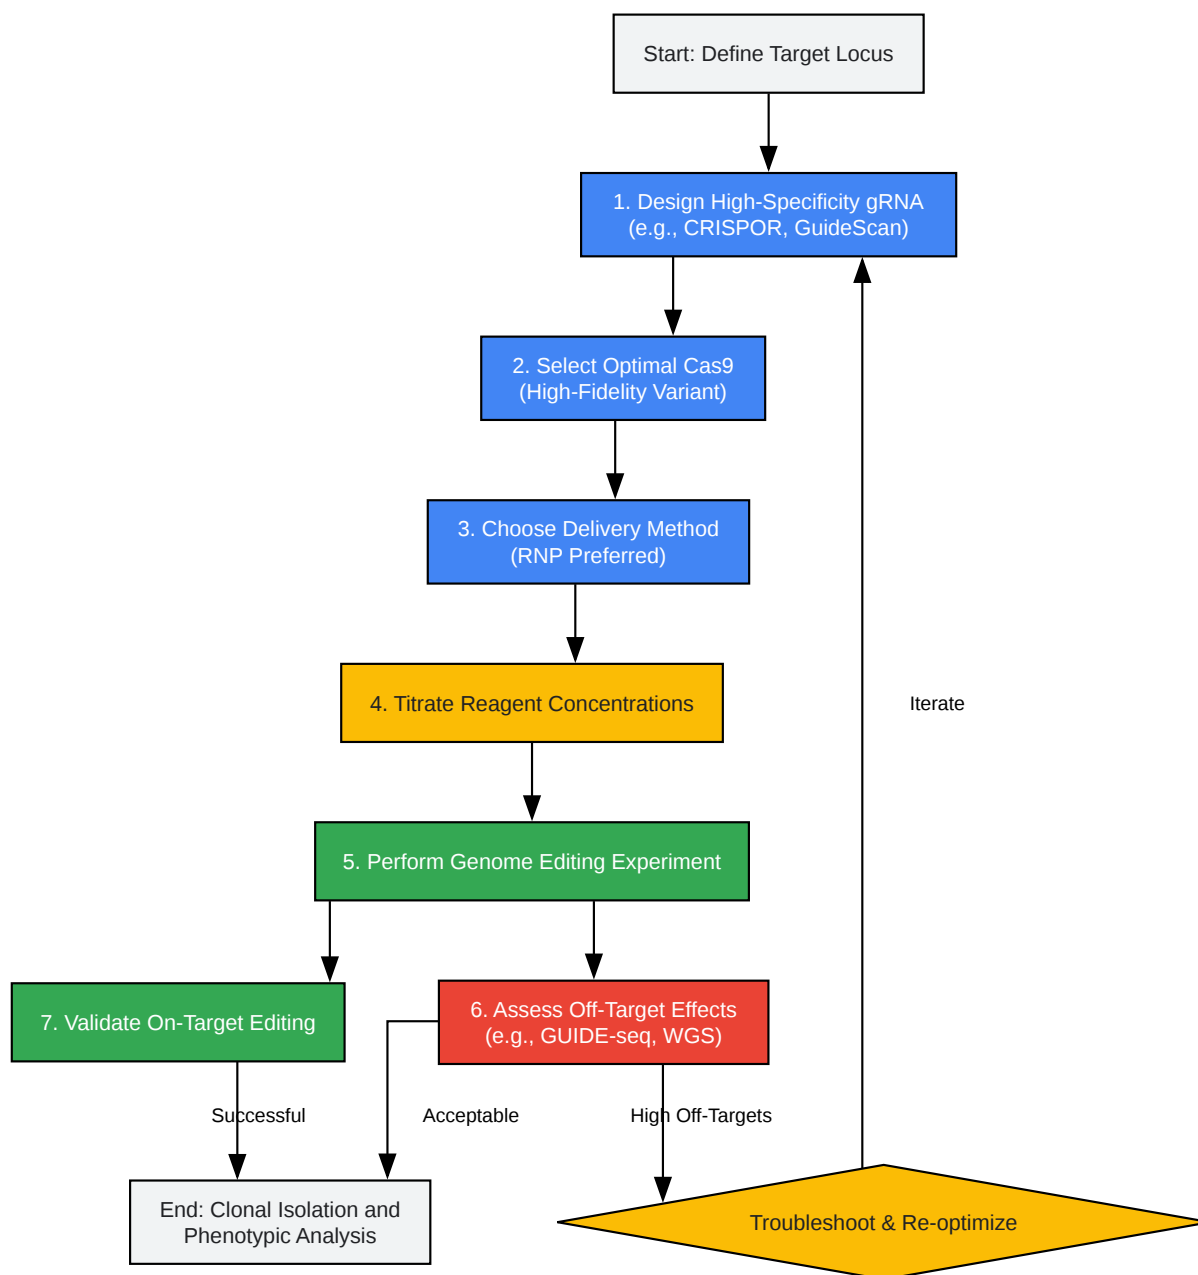 Start: Define Target Locus
1. Design High-Specificity gRNA
(e.g., CRISPOR, GuideScan)
2. Select Optimal Cas9
(High-Fidelity Variant)
3. Choose Delivery Method
(RNP Preferred)
4. Titrate Reagent Concentrations
Iterate
5. Perform Genome Editing Experiment
7. Validate On-Target Editing
6. Assess Off-Target Effects
(e.g., GUIDE-seq, WGS)
Successful
Acceptable
High Off-Targets
End: Clonal Isolation and
Phenotypic Analysis
Troubleshoot & Re-optimize